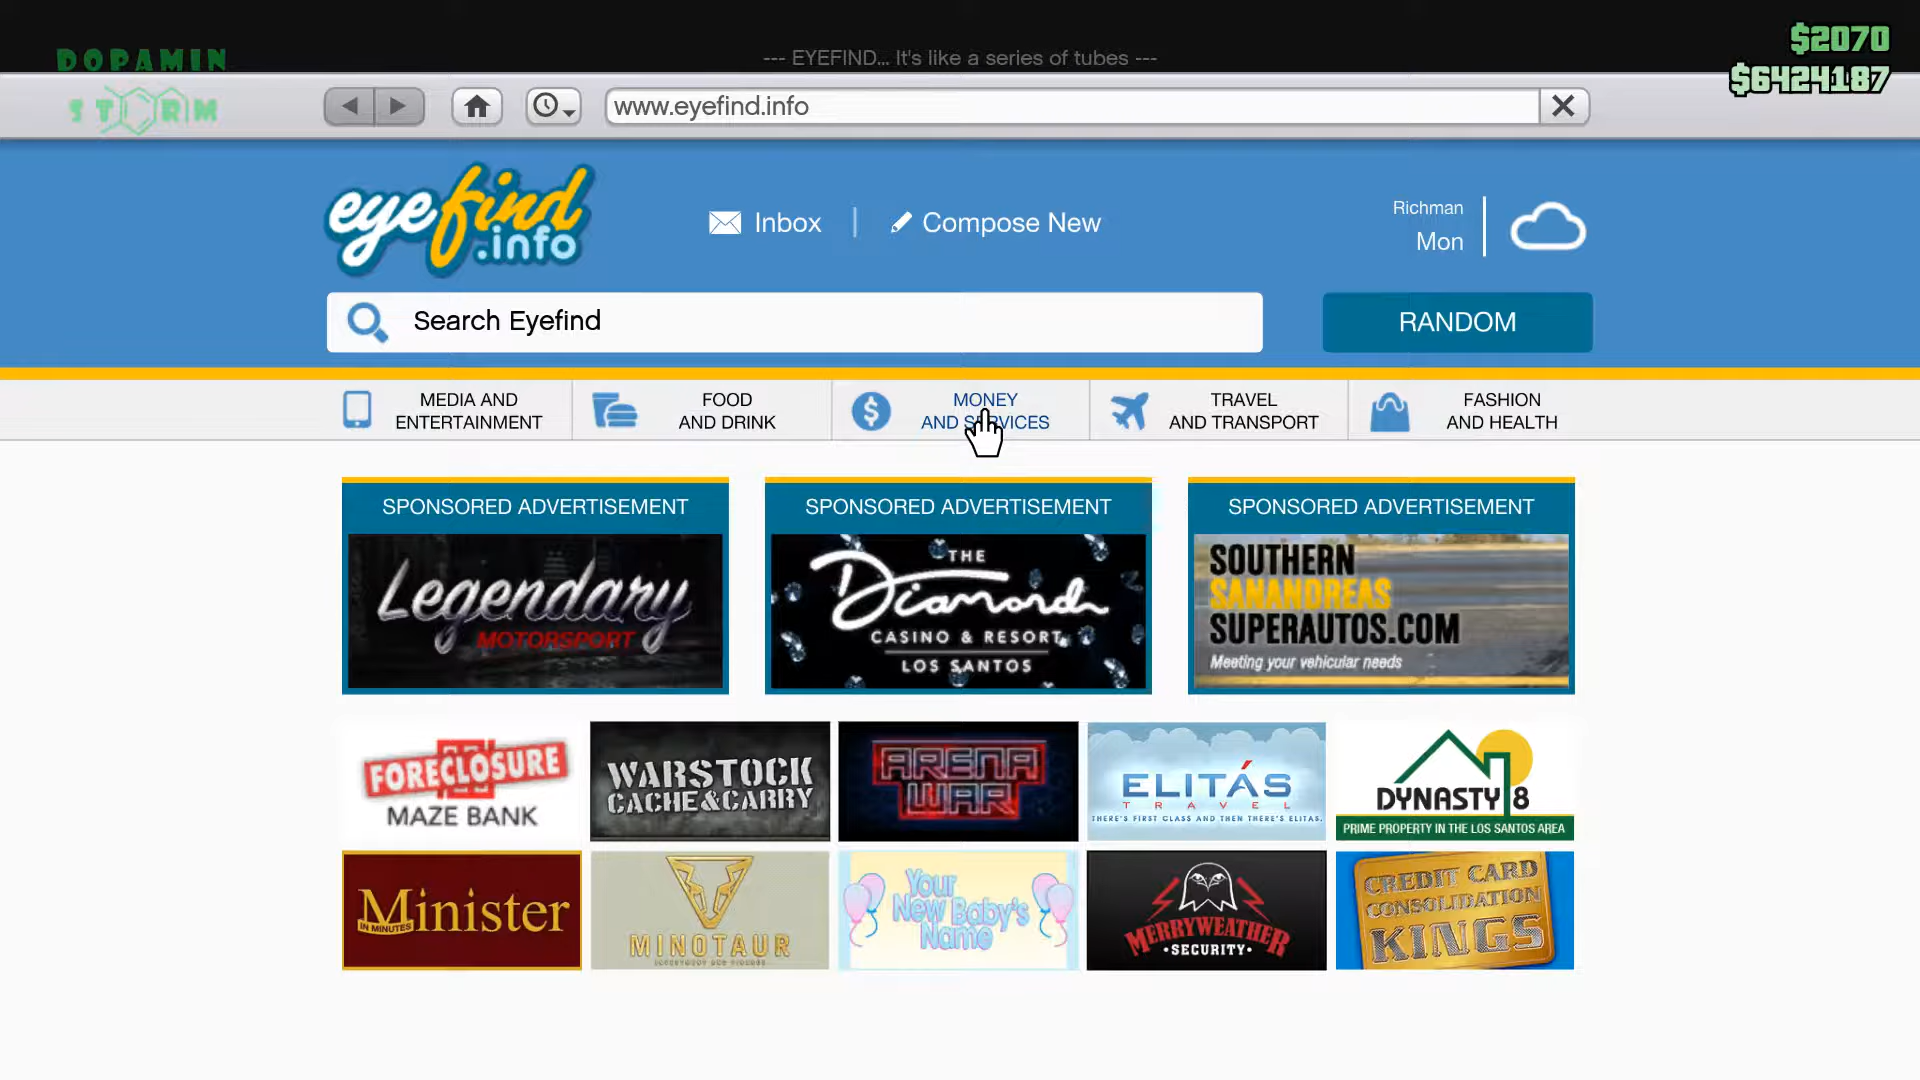 $2070
DOPAMIN
--- EYEFIND... It's like a series of tubes ---
$6424187
STORM
www.eyefind.info
eyefind
.info
Inbox
Compose New
Richman
Mon
Search Eyefind
RANDOM
MEDIA AND
ENTERTAINMENT
FOOD
AND DRINK
MONEY
AND SERVICES
TRAVEL
AND TRANSPORT
FASHION
AND HEALTH
SPONSORED ADVERTISEMENT
Legendary
MOTORSPORT
SPONSORED ADVERTISEMENT
THE
Diamond
CASINO & RESORT
LOS SANTOS
SPONSORED ADVERTISEMENT
SOUTHERN
SANANDREAS
SUPERAUTOS.COM
Meeting your vehicular needs
FORECLOSURE
MAZE BANK
WARSTOCK
CACHE&CARRY
ARENA
WAR
ELITÁS
TRAVEL
THERE'S FIRST CLASS AND THEN THERE'S ELITAS.
DYNASTY 8
PRIME PROPERTY IN THE LOS SANTOS AREA
Minister
IN MINUTES
MINOTAUR
Your
New Baby's
Name
MERRYWEATHER
·SECURITY·
CREDIT CARD
CONSOLIDATION
KINGS